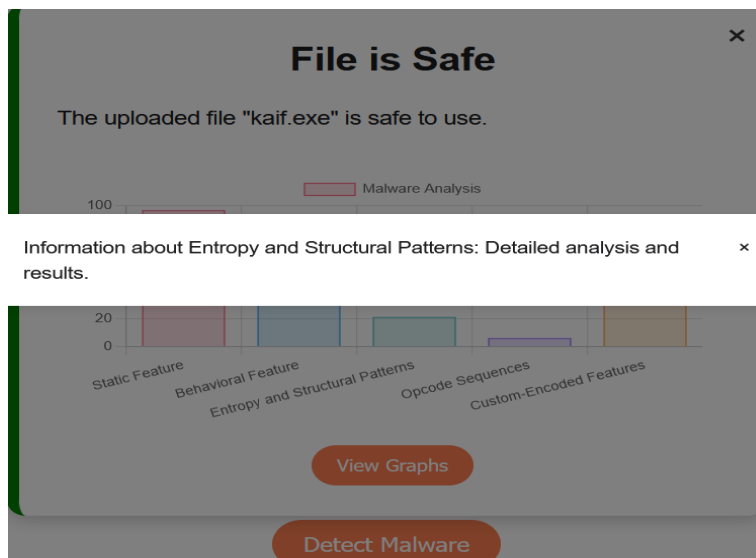 ×
File is Safe
The uploaded file "kaif.exe" is safe to use.
Malware Analysis
100
Information about Entropy and Structural Patterns: Detailed analysis and
×
results.
20
0
Static Feature
Behavioral Feature
Entropy and Structural Patterns
Opcode Sequences
Custom-Encoded Features
View Graphs
Detect Malware